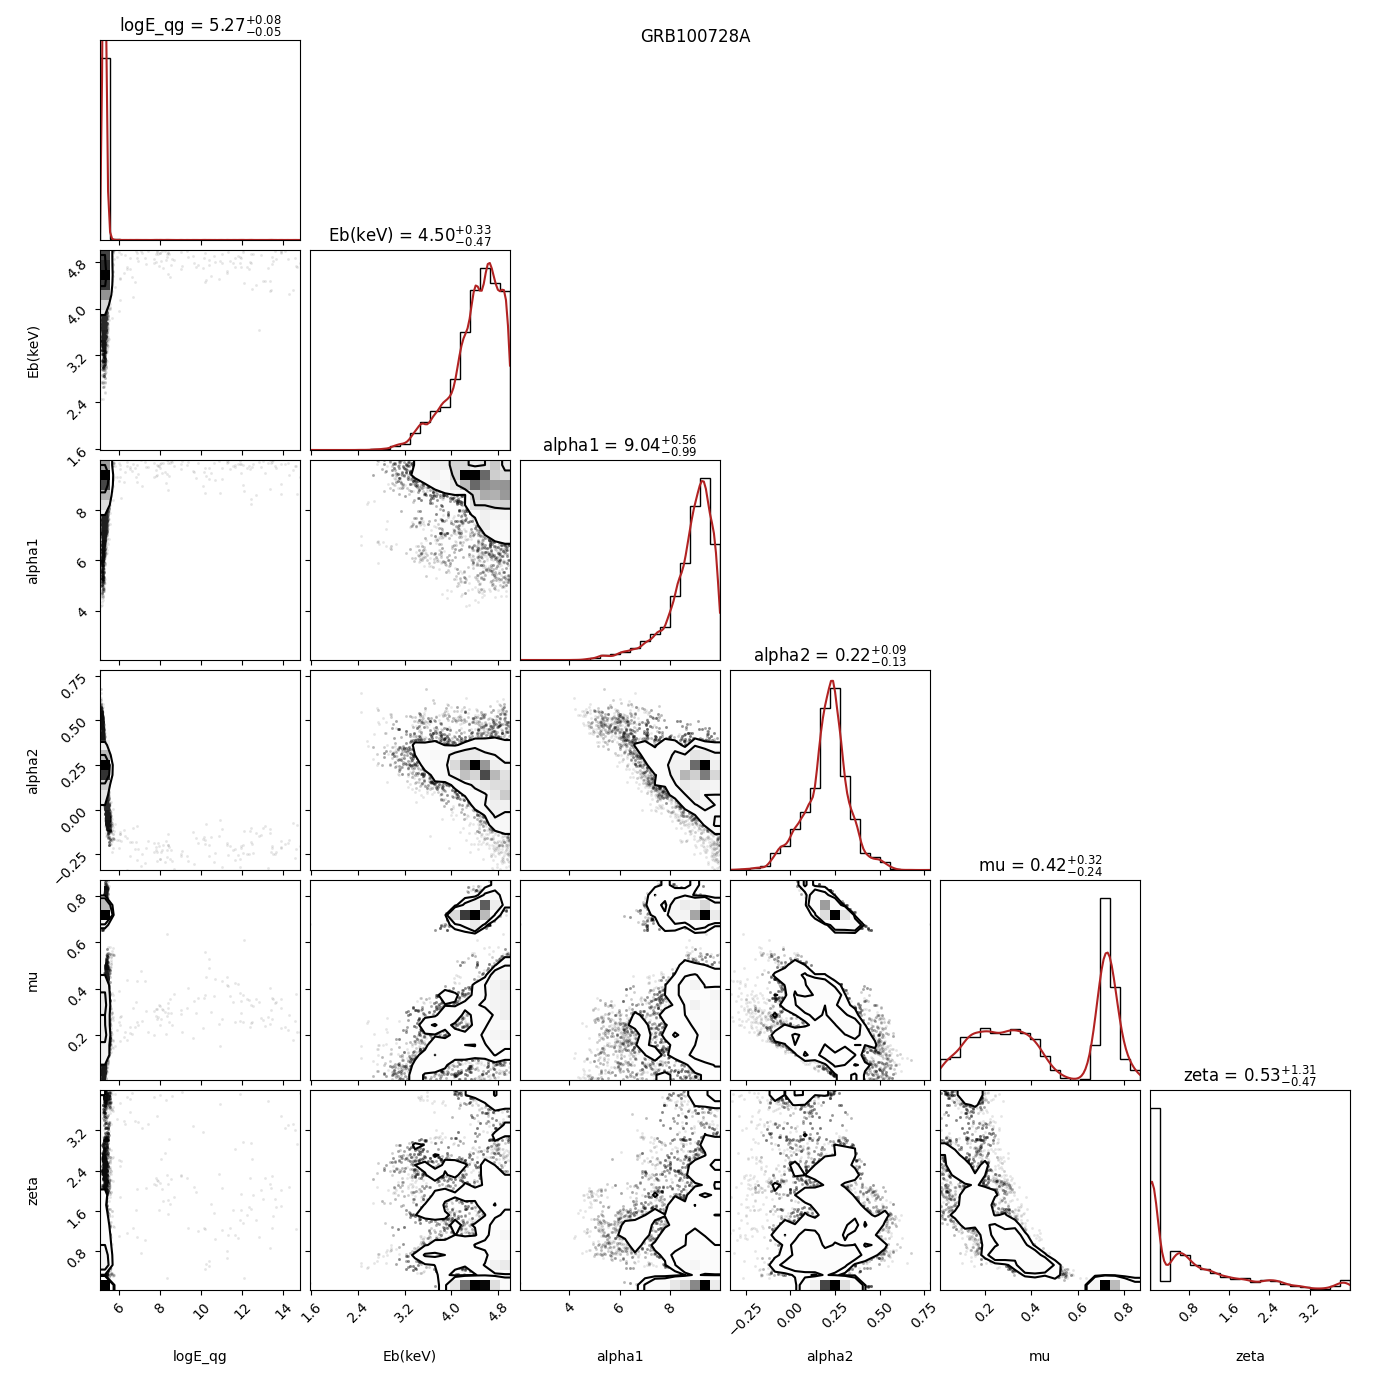 GRB100728A
logE_qg = 5.27^{+0.08}_{-0.05}
Eb(keV) = 4.50^{+0.33}_{-0.47}
4.8
4.0
3.2
2.4
1.6
Eb(keV)
alpha1 = 9.04^{+0.56}_{-0.99}
8
6
4
alpha1
alpha2 = 0.22^{+0.09}_{-0.13}
0.75
0.50
0.25
0.00
−0.25
alpha2
mu = 0.42^{+0.32}_{-0.24}
0.8
0.6
0.4
0.2
mu
zeta = 0.53^{+1.31}_{-0.47}
3.2
2.4
1.6
0.8
zeta
6 8 10 12 14
1.6 2.4 3.2 4.0 4.8
4 6 8
−0.25 0.00 0.25 0.50 0.75
0.2 0.4 0.6 0.8
0.8 1.6 2.4 3.2
logE_qg Eb(keV) alpha1 alpha2 mu zeta